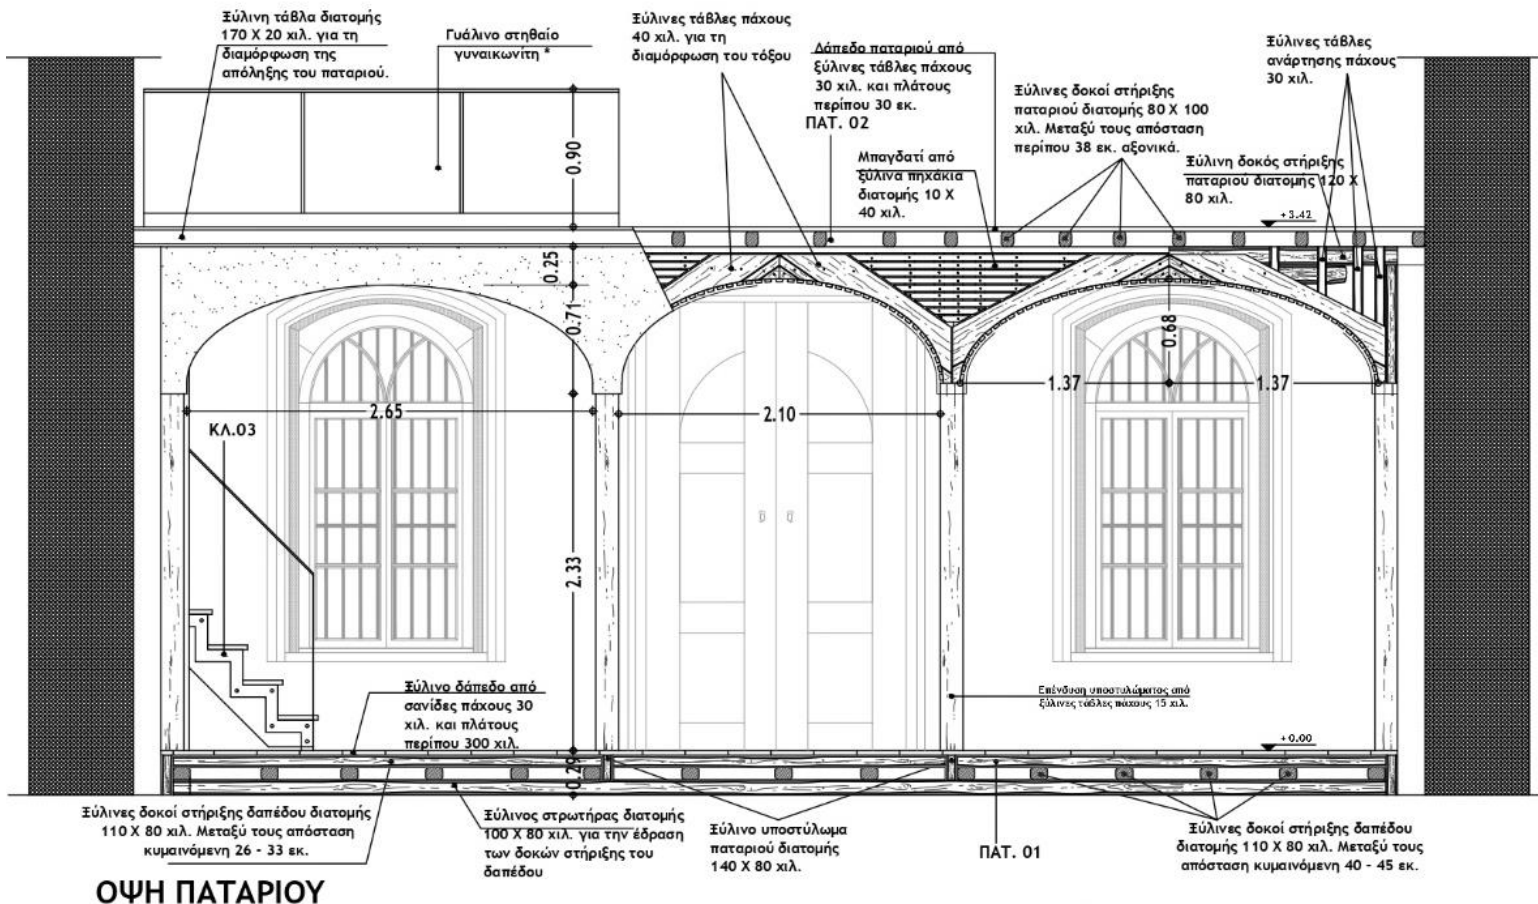 Ξύλινη τάβλα διατομής
170 X 20 χιλ. για τη
διαμόρφωση της
απόληξης του παταριού.
Γυάλινο στηθαίο
γυναικωνίτη *
Ξύλινες τάβλες πάχους
40 χιλ. για τη
διαμόρφωση του τόξου
Δάπεδο παταριού από
ξύλινες τάβλες πάχους
30 χιλ. και πλάτους
περίπου 30 εκ.
ΠΑΤ. 02
Μπαγδατί από
ξύλινα πηχάκια
διατομής 10 X
40 χιλ.
Ξύλινες δοκοί στήριξης
παταριού διατομής 80 X 100
χιλ. Μεταξύ τους απόσταση
περίπου 38 εκ. αξονικά.
Ξύλινες τάβλες
ανάρτησης πάχους
30 χιλ.
Ξύλινη δοκός στήριξης
παταριού διατομής 120 X
80 χιλ.
+3.42
0.90
0.25
0.71
0.68
1.37
1.37
2.65
2.10
ΚΛ.03
2.33
Ξύλινο δάπεδο από
σανίδες πάχους 30
χιλ. και πλάτους
περίπου 300 χιλ.
Επένδυση υποστυλώματος από
ξύλινες τάβλες πάχους 15 χιλ.
+0.00
0.29
Ξύλινες δοκοί στήριξης δαπέδου διατομής
110 X 80 χιλ. Μεταξύ τους απόσταση
κυμαινόμενη 26 - 33 εκ.
Ξύλινος στρωτήρας διατομής
100 X 80 χιλ. για την έδραση
των δοκών στήριξης του
δαπέδου
Ξύλινο υποστύλωμα
παταριού διατομής
140 X 80 χιλ.
ΠΑΤ. 01
Ξύλινες δοκοί στήριξης δαπέδου
διατομής 110 X 80 χιλ. Μεταξύ τους
απόσταση κυμαινόμενη 40 - 45 εκ.
ΟΨΗ ΠΑΤΑΡΙΟΥ